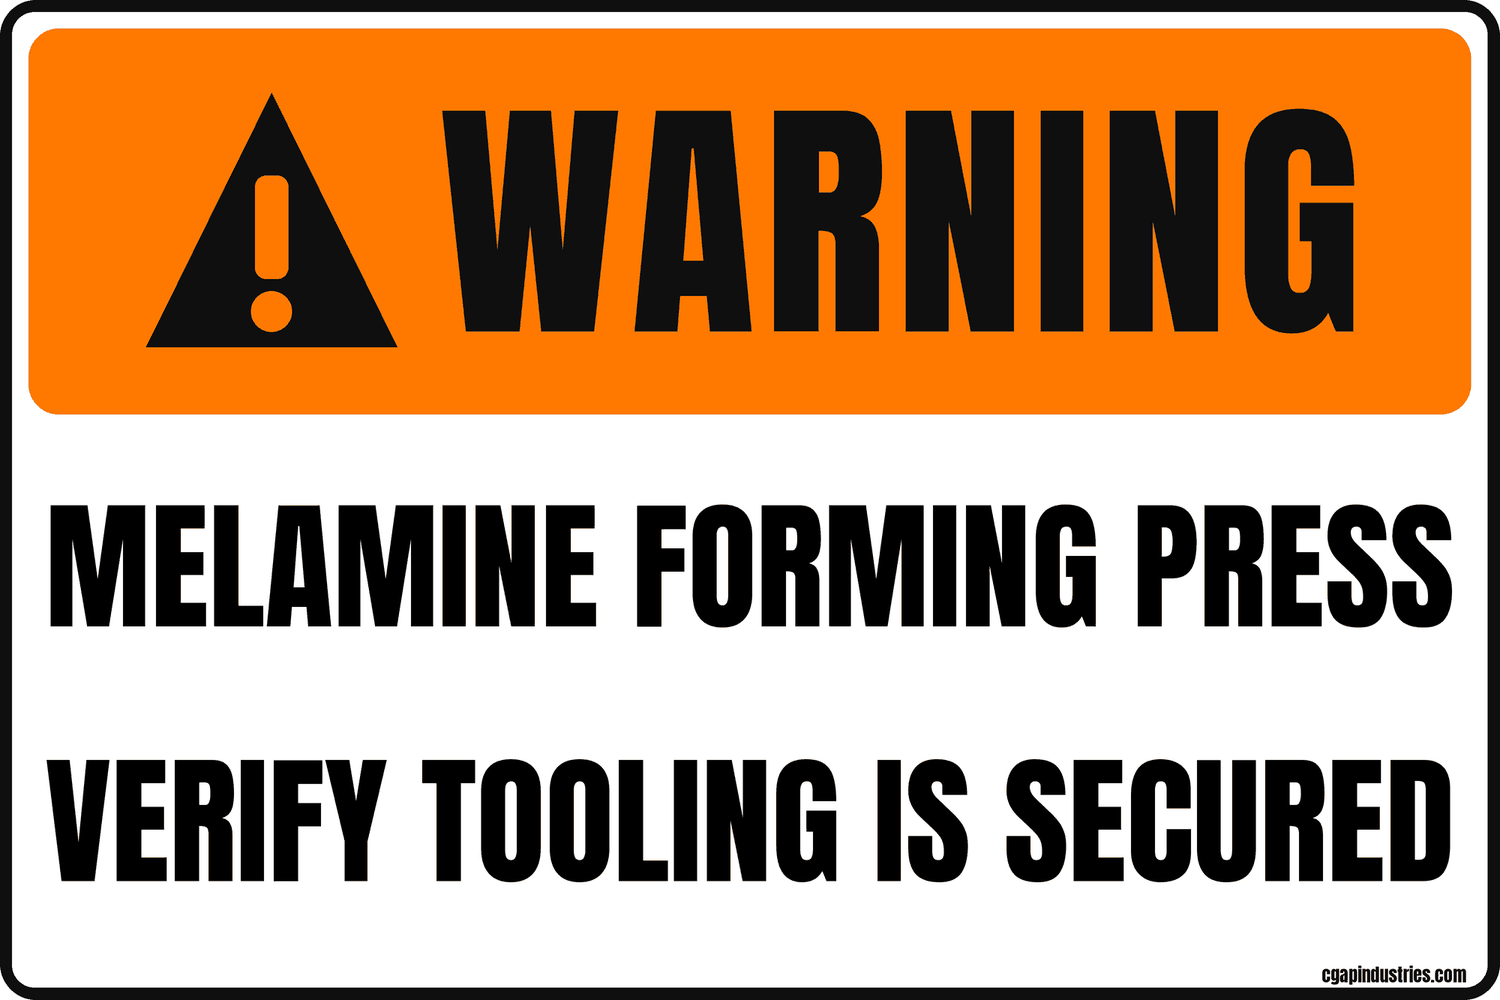 WARNING
MELAMINE FORMING PRESS
VERIFY TOOLING IS SECURED
cgapindustries.com